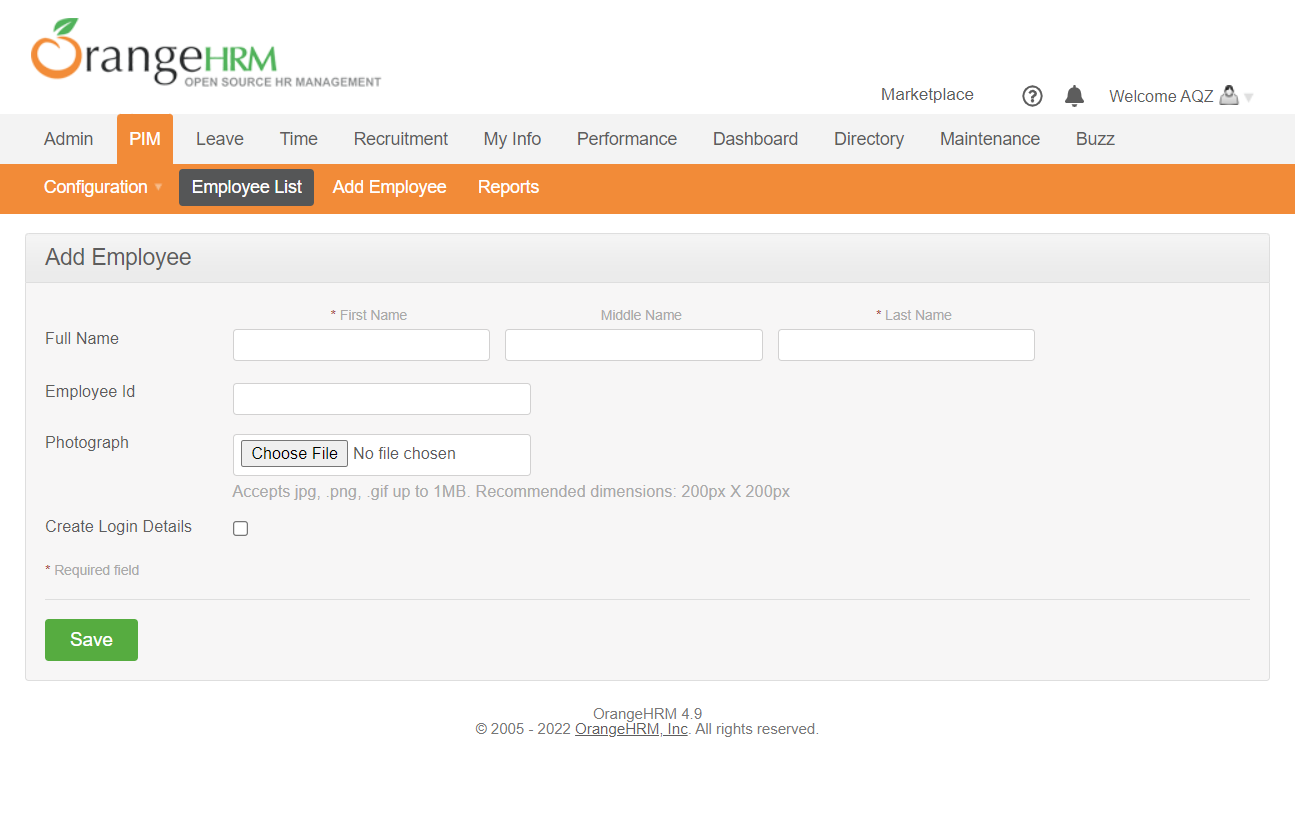 OrangeHRM
OPEN SOURCE HR MANAGEMENT
Marketplace
Welcome AQZ
Admin PIM Leave Time Recruitment My Info Performance Dashboard Directory Maintenance Buzz
Configuration Employee List Add Employee Reports
Add Employee
* First Name Middle Name * Last Name
Full Name
Employee Id
Photograph Choose File No file chosen
Accepts jpg, .png, .gif up to 1MB. Recommended dimensions: 200px X 200px
Create Login Details
* Required field
Save
OrangeHRM 4.9
© 2005 - 2022 OrangeHRM, Inc. All rights reserved.